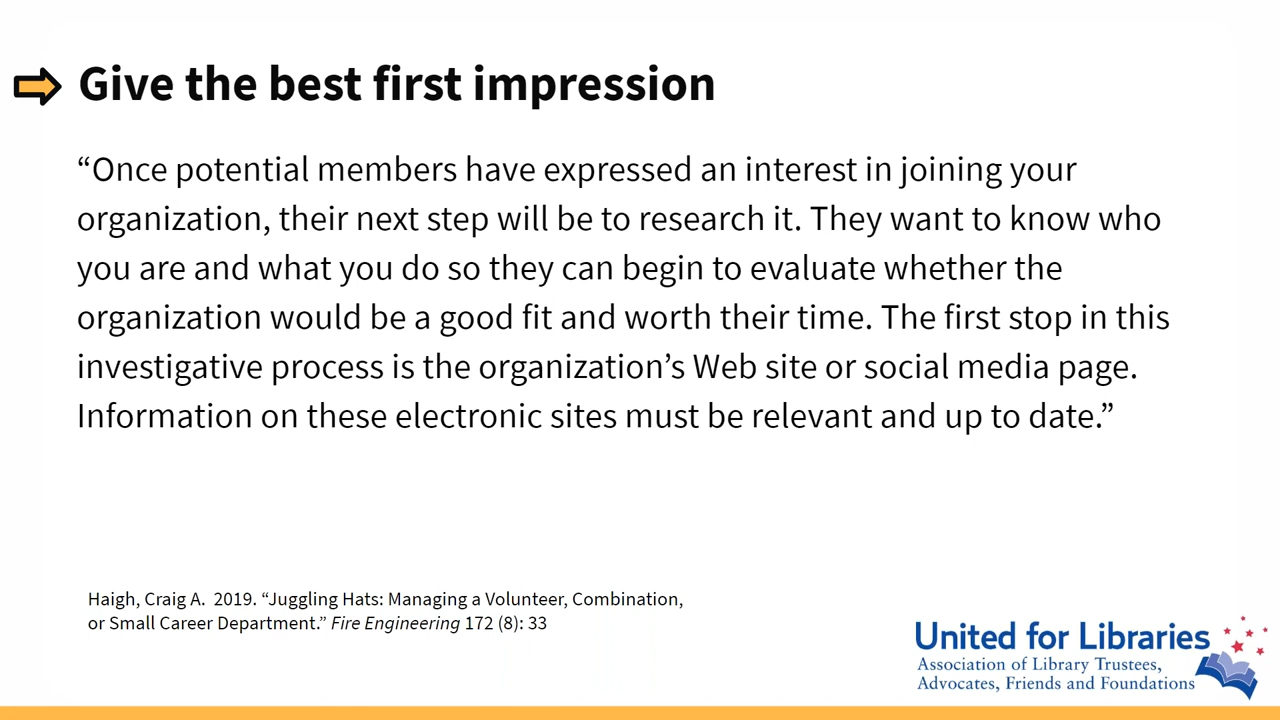 Give the best first impression
“Once potential members have expressed an interest in joining your
organization, their next step will be to research it. They want to know who
you are and what you do so they can begin to evaluate whether the
organization would be a good fit and worth their time. The first stop in this
investigative process is the organization’s Web site or social media page.
Information on these electronic sites must be relevant and up to date.”
Haigh, Craig A. 2019. “Juggling Hats: Managing a Volunteer, Combination,
or Small Career Department.” Fire Engineering 172 (8): 33
United for Libraries
Association of Library Trustees,
Advocates, Friends and Foundations